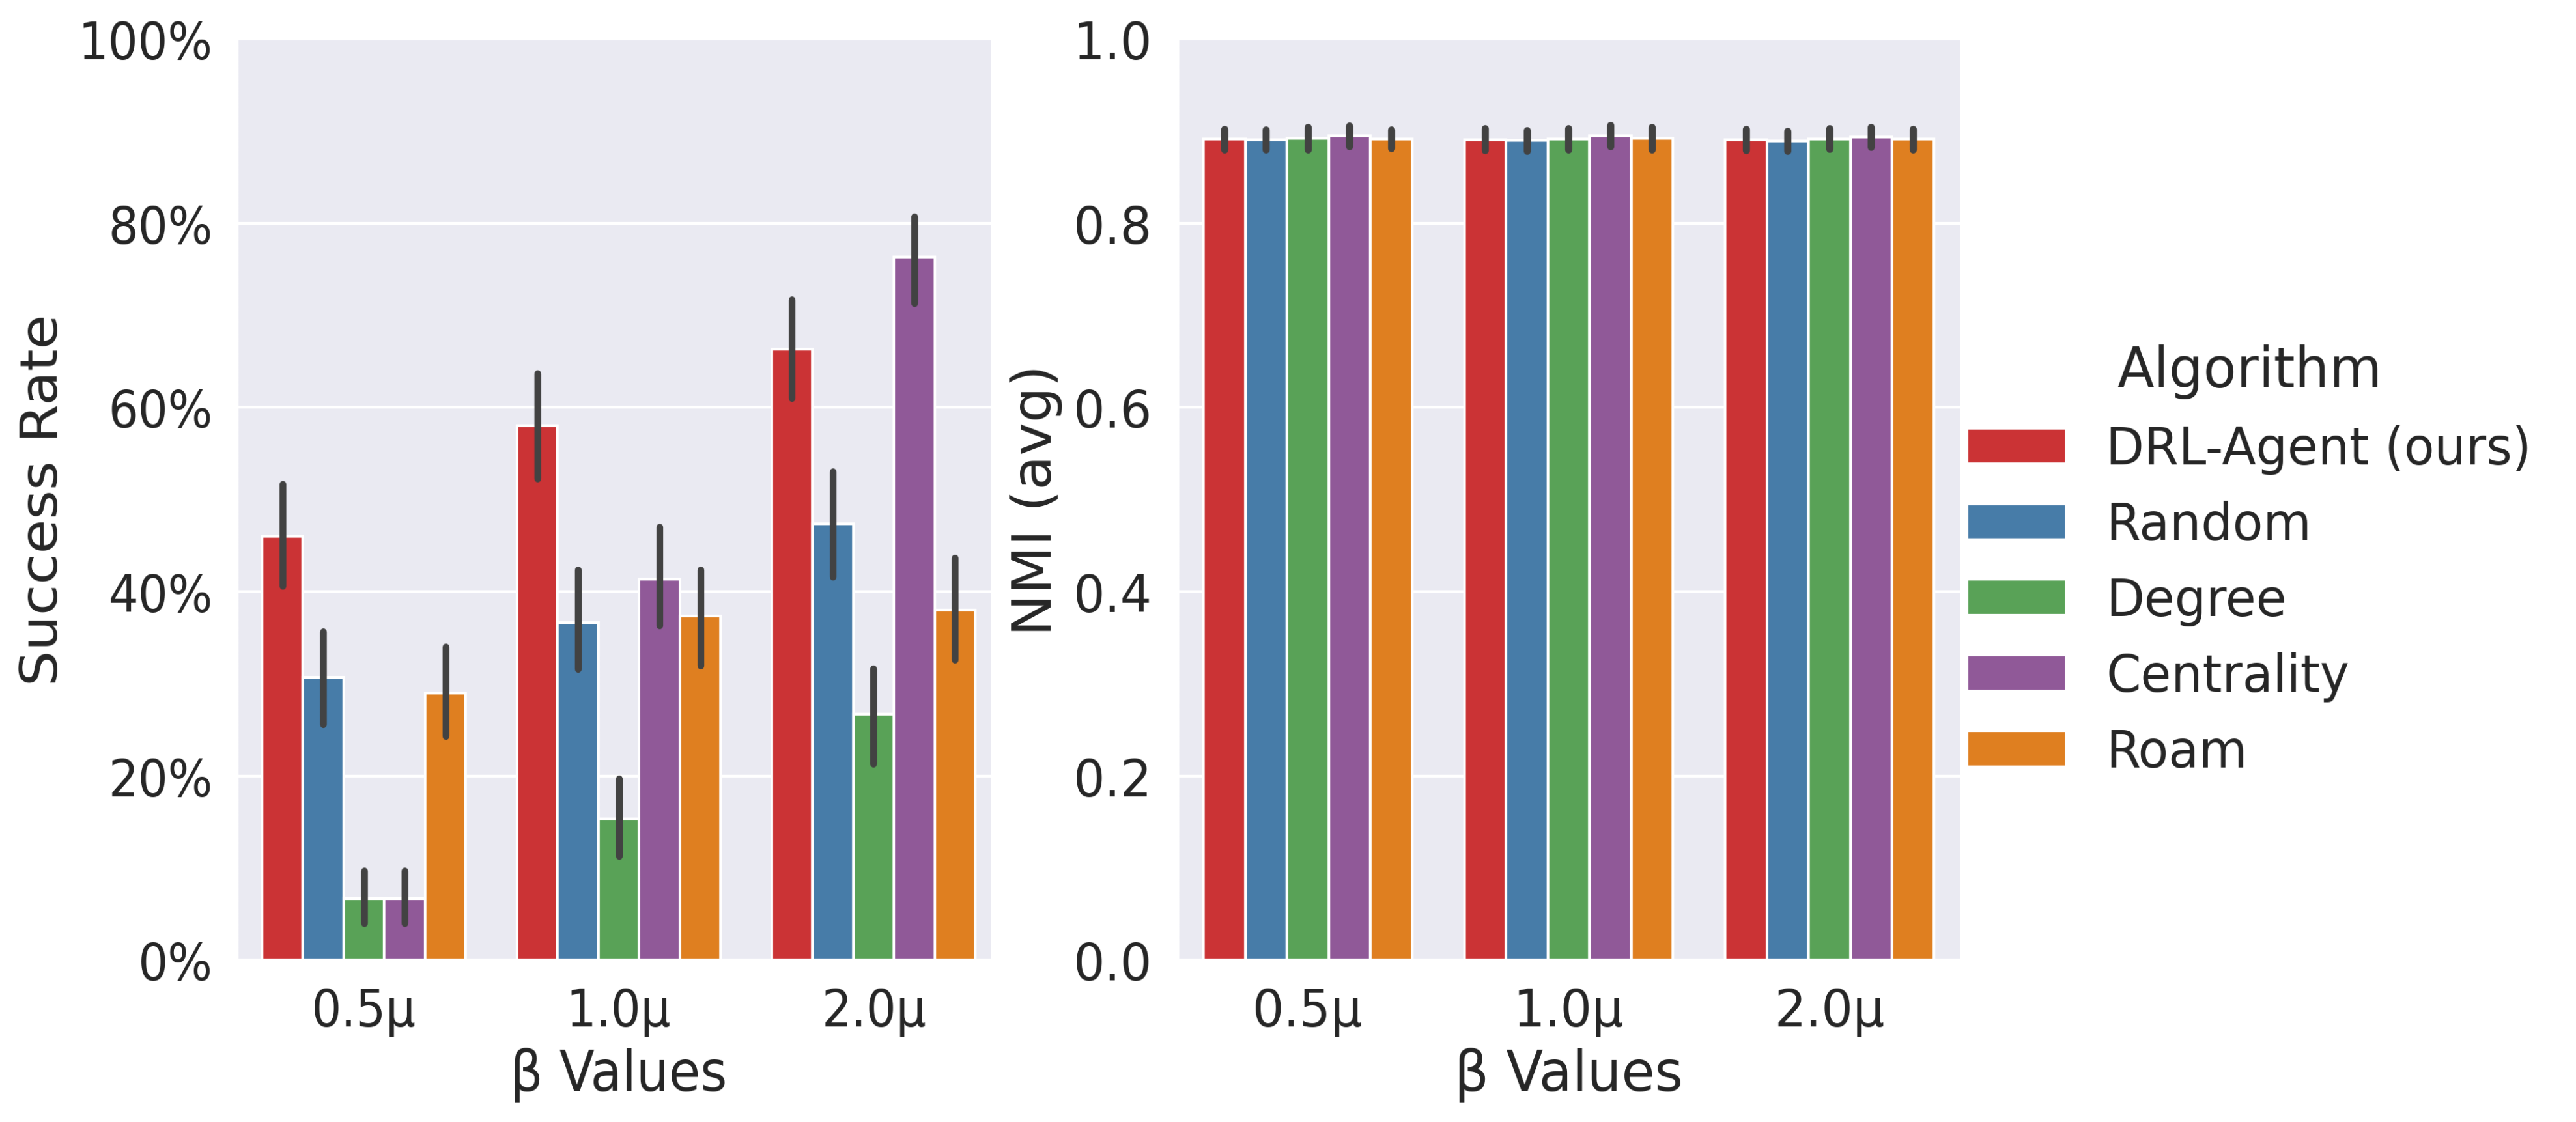 100%
80%
60%
40%
20%
0%
Success Rate
0.5μ 1.0μ 2.0μ
β Values
1.0
0.8
0.6
0.4
0.2
0.0
NMI (avg)
0.5μ 1.0μ 2.0μ
β Values
Algorithm
DRL-Agent (ours)
Random
Degree
Centrality
Roam